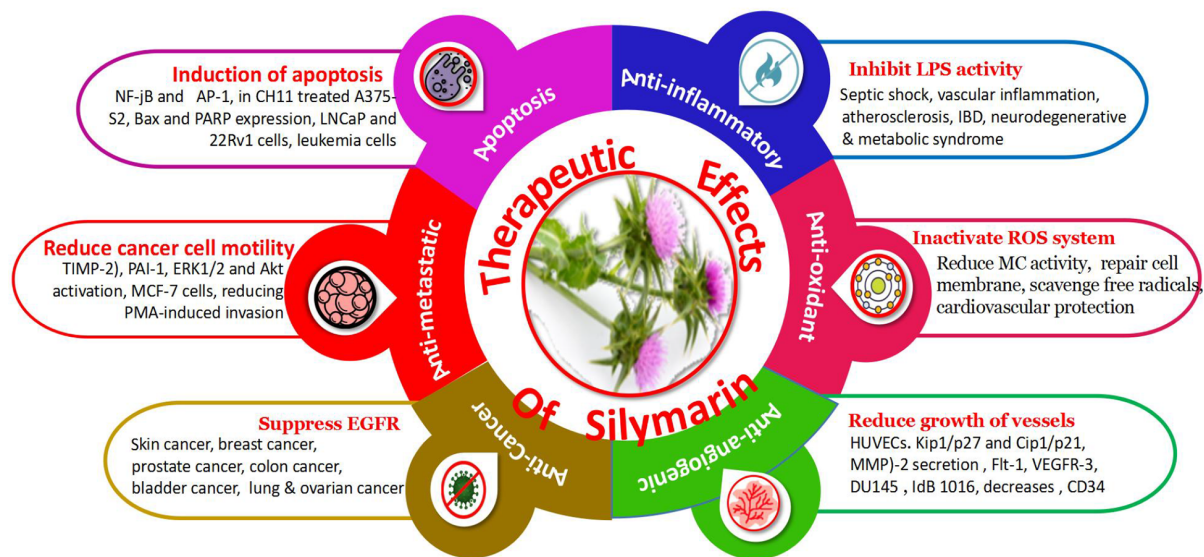 Therapeutic Effects
Of Silymarin
Apoptosis
Induction of apoptosis
NF-jB and AP-1, in CH11 treated A375-
S2, Bax and PARP expression, LNCaP and
22Rv1 cells, leukemia cells
Anti-inflammatory
Inhibit LPS activity
Septic shock, vascular inflammation,
atherosclerosis, IBD, neurodegenerative
& metabolic syndrome
Anti-metastatic
Reduce cancer cell motility
TIMP-2), PAI-1, ERK1/2 and Akt
activation, MCF-7 cells, reducing
PMA-induced invasion
Anti-oxidant
Inactivate ROS system
Reduce MC activity, repair cell
membrane, scavenge free radicals,
cardiovascular protection
Anti-Cancer
Suppress EGFR
Skin cancer, breast cancer,
prostate cancer, colon cancer,
bladder cancer, lung & ovarian cancer
Anti-angiogenic
Reduce growth of vessels
HUVECs. Kip1/p27 and Cip1/p21,
MMP)-2 secretion , Flt-1, VEGFR-3,
DU145 , IdB 1016, decreases , CD34